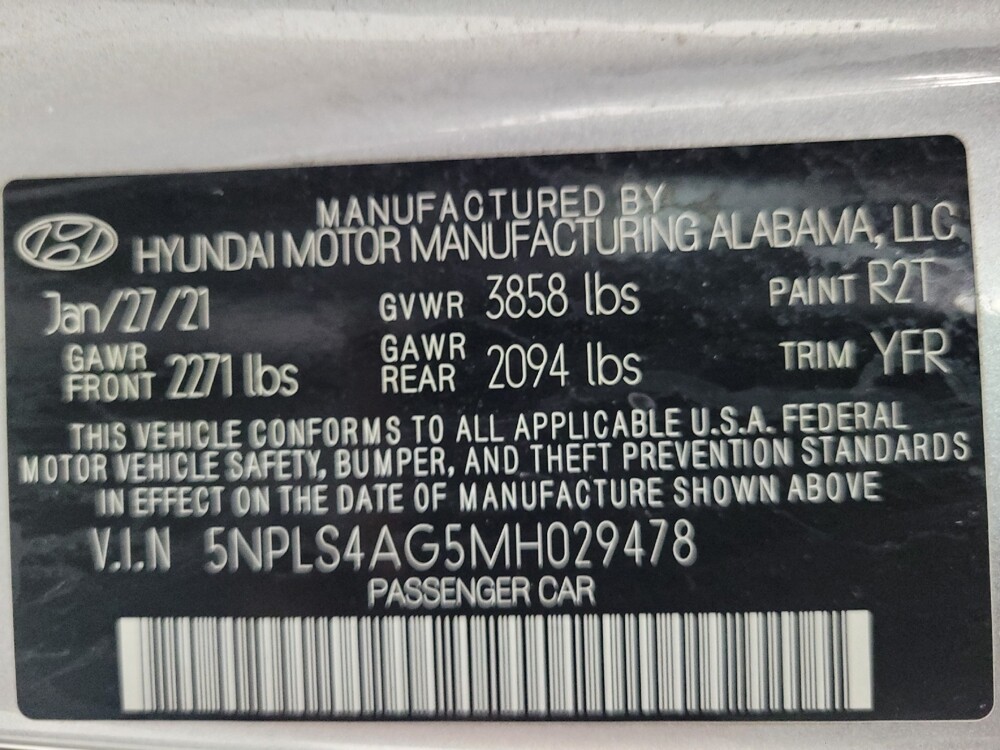 MANUFACTURED BY
HYUNDAI MOTOR MANUFACTURING ALABAMA, LLC
Jan/27/21 GVWR 3858 lbs PAINT R2T
GAWR FRONT 2271 lbs GAWR REAR 2094 lbs TRIM YFR
THIS VEHICLE CONFORMS TO ALL APPLICABLE U.S.A. FEDERAL
MOTOR VEHICLE SAFETY, BUMPER, AND THEFT PREVENTION STANDARDS
IN EFFECT ON THE DATE OF MANUFACTURE SHOWN ABOVE
V.I.N 5NPLS4AG5MH029478
PASSENGER CAR